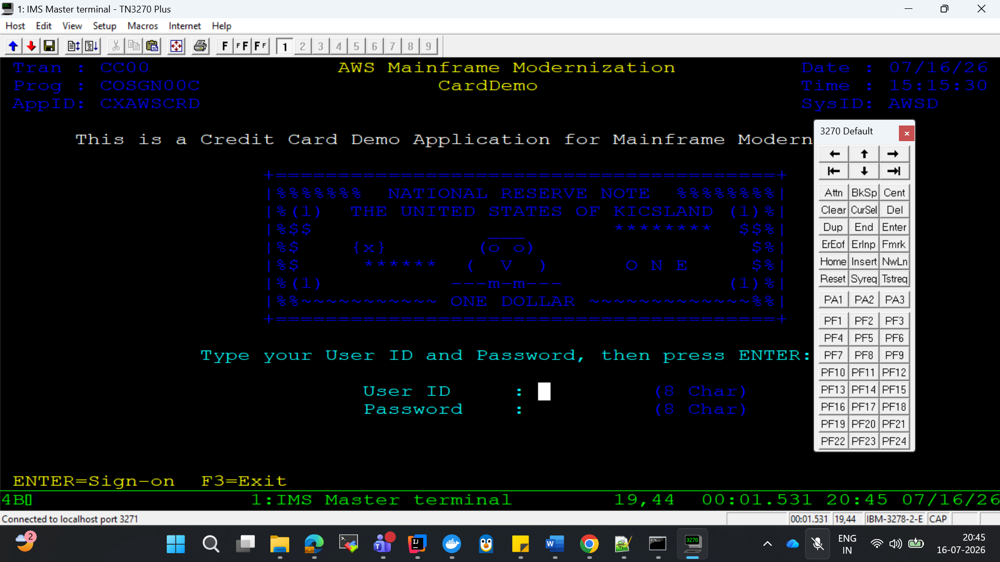 1: IMS Master terminal - TN3270 Plus
Host Edit View Setup Macros Internet Help
F FF FF 1 2 3 4 5 6 7 8 9
Tran : CC00 AWS Mainframe Modernization Date : 07/16/26
Prog : COSGN00C CardDemo Time : 15:15:30
AppID: CXAWSCRD SysID: AWSD
This is a Credit Card Demo Application for Mainframe Modern
+========================================+
|%%%%%%% NATIONAL RESERVE NOTE %%%%%%%%|
|%(1) THE UNITED STATES OF KICSLAND (1)%|
|%$$ ___ ******** $$%|
|%$ {x} (o o) $%|
|%$ ****** ( V ) O N E $%|
|%(1) ---m-m--- (1)%|
|%%~~~~~~~~~~~ ONE DOLLAR ~~~~~~~~~~~~~%%|
+========================================+
Type your User ID and Password, then press ENTER:
User ID : (8 Char)
Password : (8 Char)
ENTER=Sign-on F3=Exit
4B 1:IMS Master terminal 19,44 00:01.531 20:45 07/16/26
3270 Default
Attn BkSp Cent
Clear CurSel Del
Dup End Enter
ErEof ErInp Fmrk
Home Insert NwLn
Reset Syreq Tstreq
PA1 PA2 PA3
PF1 PF2 PF3
PF4 PF5 PF6
PF7 PF8 PF9
PF10 PF11 PF12
PF13 PF14 PF15
PF16 PF17 PF18
PF19 PF20 PF21
PF22 PF23 PF24
Connected to localhost port 3271 00:01.531 19,44 IBM-3278-2-E CAP
2
T IJ W 3270
ENG
IN
20:45
16-07-2026